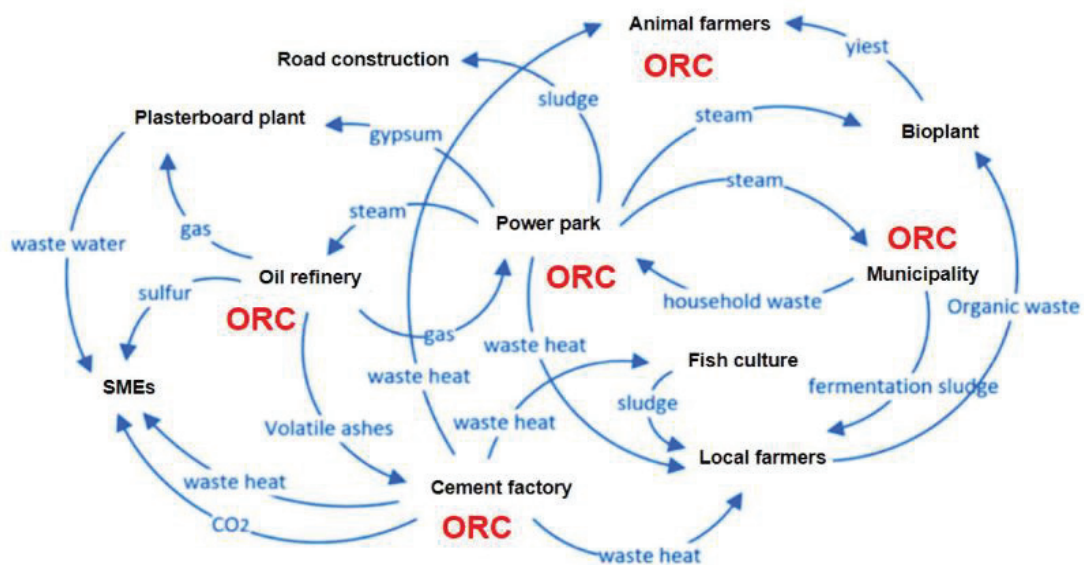 Animal farmers
ORC
yiest
Road construction
sludge
Plasterboard plant
gypsum
steam
Bioplant
steam
steam
Power park
ORC
waste water
gas
ORC
Oil refinery
Municipality
sulfur
ORC
household waste
Organic waste
gas
waste heat
Fish culture
SMEs
waste heat
fermentation sludge
sludge
waste heat
Volatile ashes
Local farmers
waste heat
Cement factory
CO2
ORC
waste heat